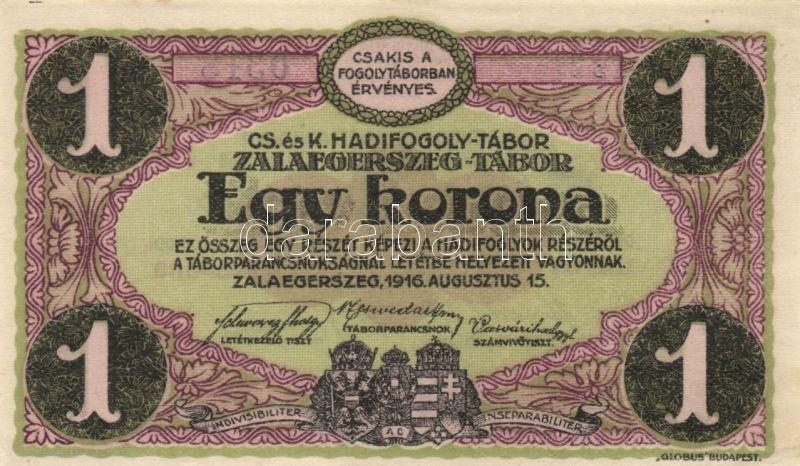 1
CSAKIS A
FOGOLYTÁBORBAN
ÉRVÉNYES.
1
CS. és K. HADIFOGOLY-TÁBOR
ZALAEGERSZEG-TÁBOR
Egy korona
darabanth
EZ ÖSSZEG EGY RÉSZÉT KÉPEZI A HADIFOGLYOK RÉSZÉRŐL
A TÁBORPARANCSNOKSÁGNÁL LETÉTBE HELYEZETT VAGYONNAK.
ZALAEGERSZEG, 1916. AUGUSZTUS 15.
LETÉTKEZELŐ TISZT
TÁBORPARANCSNOK
SZÁMVIVŐTISZT.
1
INDIVISIBILITER
AC
INSEPARABILITER
1
„GLOBUS" BUDAPEST.